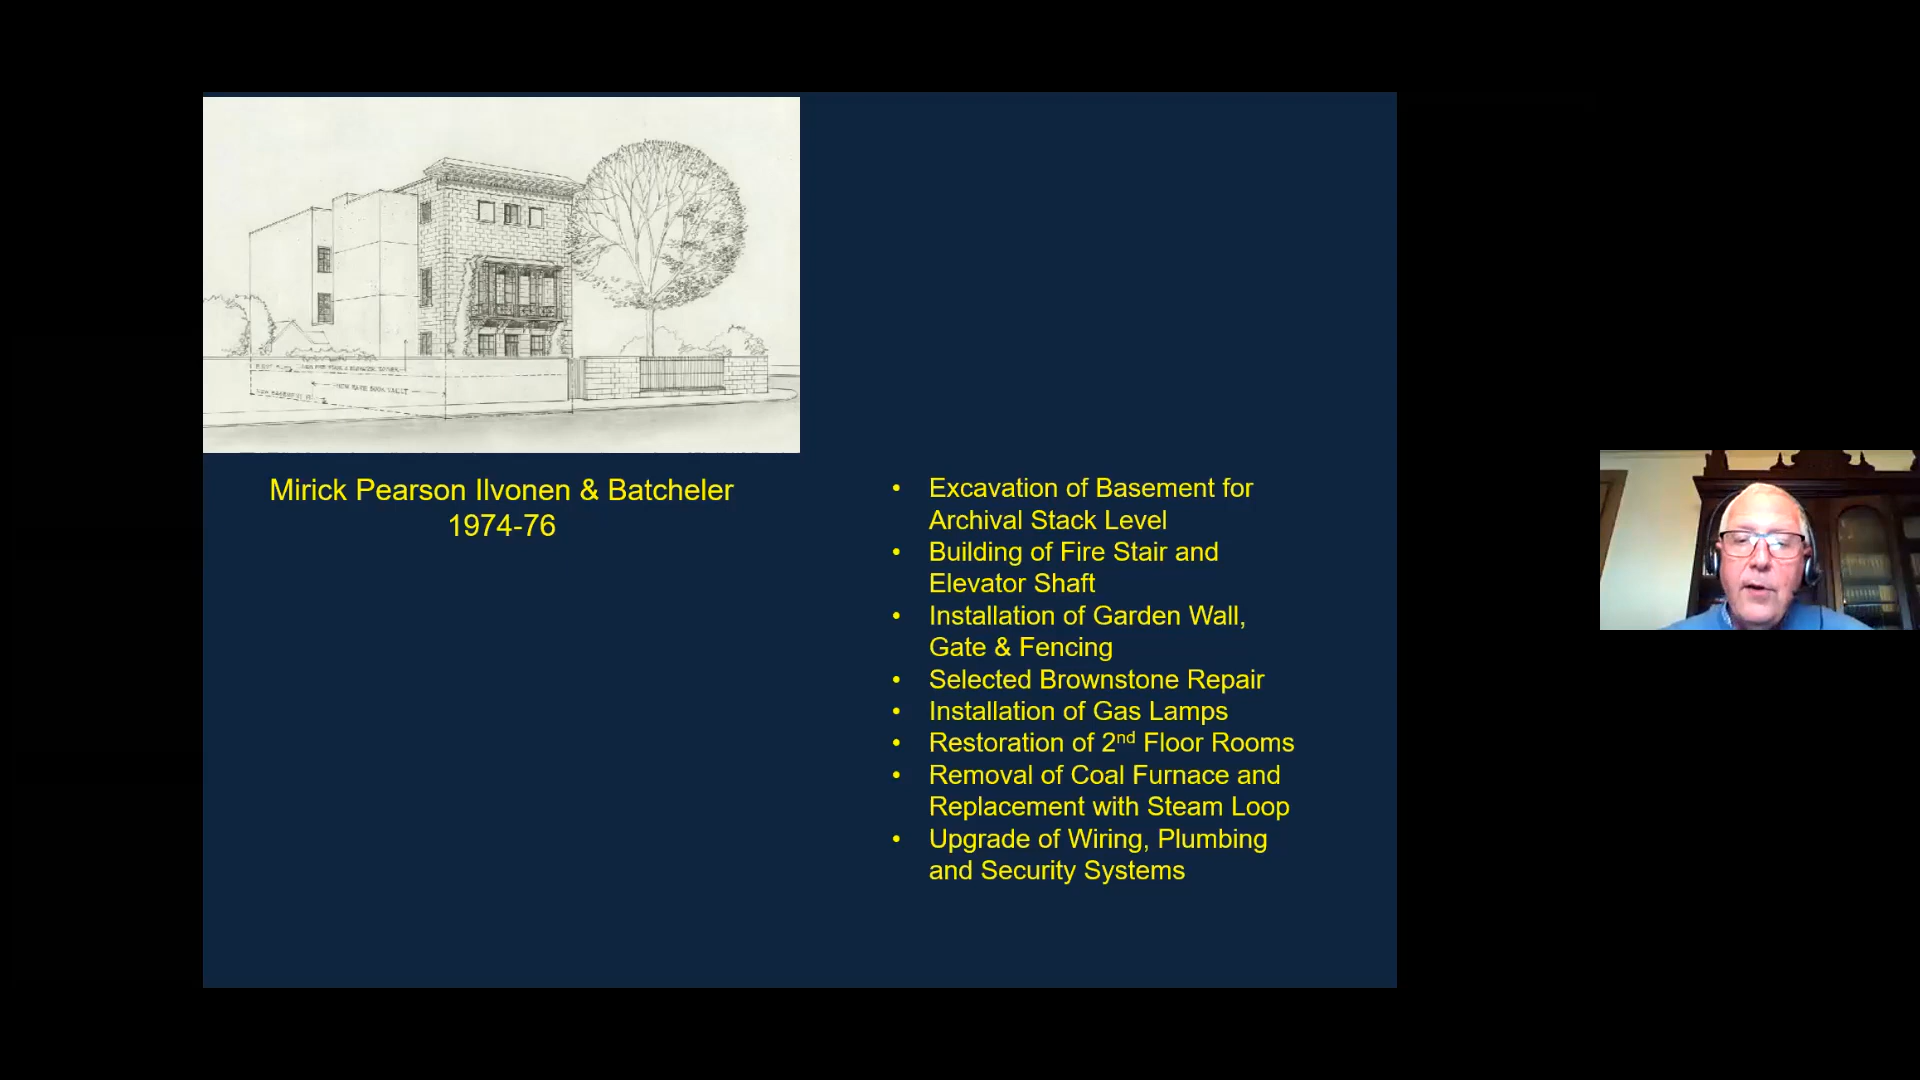 Mirick Pearson Ilvonen & Batcheler
1974-76
• Excavation of Basement for
Archival Stack Level
• Building of Fire Stair and
Elevator Shaft
• Installation of Garden Wall,
Gate & Fencing
• Selected Brownstone Repair
• Installation of Gas Lamps
• Restoration of 2nd Floor Rooms
• Removal of Coal Furnace and
Replacement with Steam Loop
• Upgrade of Wiring, Plumbing
and Security Systems